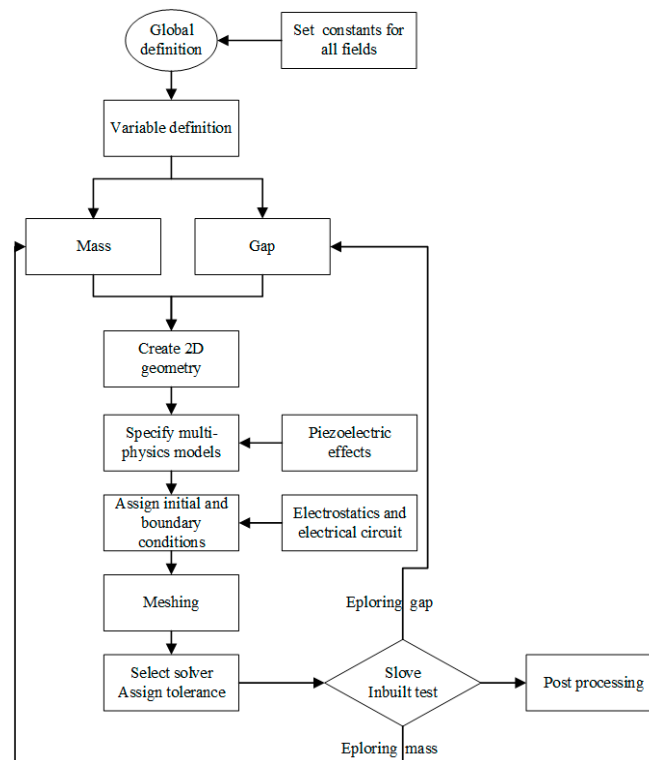 Global
definition
Set constants for
all fields
Variable definition
Mass
Gap
Create 2D
geometry
Specify multi-
physics models
Piezoelectric
effects
Assign initial and
boundary
conditions
Electrostatics and
electrical circuit
Meshing
Eploring gap
Select solver
Assign tolerance
Slove
Inbuilt test
Post processing
Eploring mass